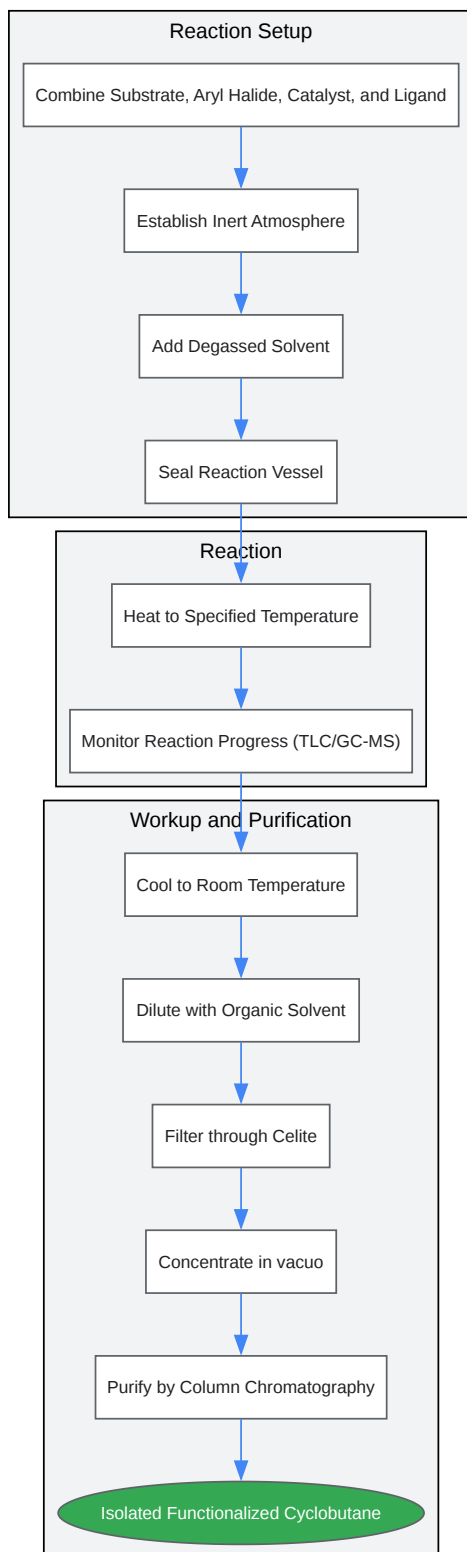 Reaction Setup
Combine Substrate, Aryl Halide, Catalyst, and Ligand
Establish Inert Atmosphere
Add Degassed Solvent
Seal Reaction Vessel
Reaction
Heat to Specified Temperature
Monitor Reaction Progress (TLC/GC-MS)
Workup and Purification
Cool to Room Temperature
Dilute with Organic Solvent
Filter through Celite
Concentrate in vacuo
Purify by Column Chromatography
Isolated Functionalized Cyclobutane